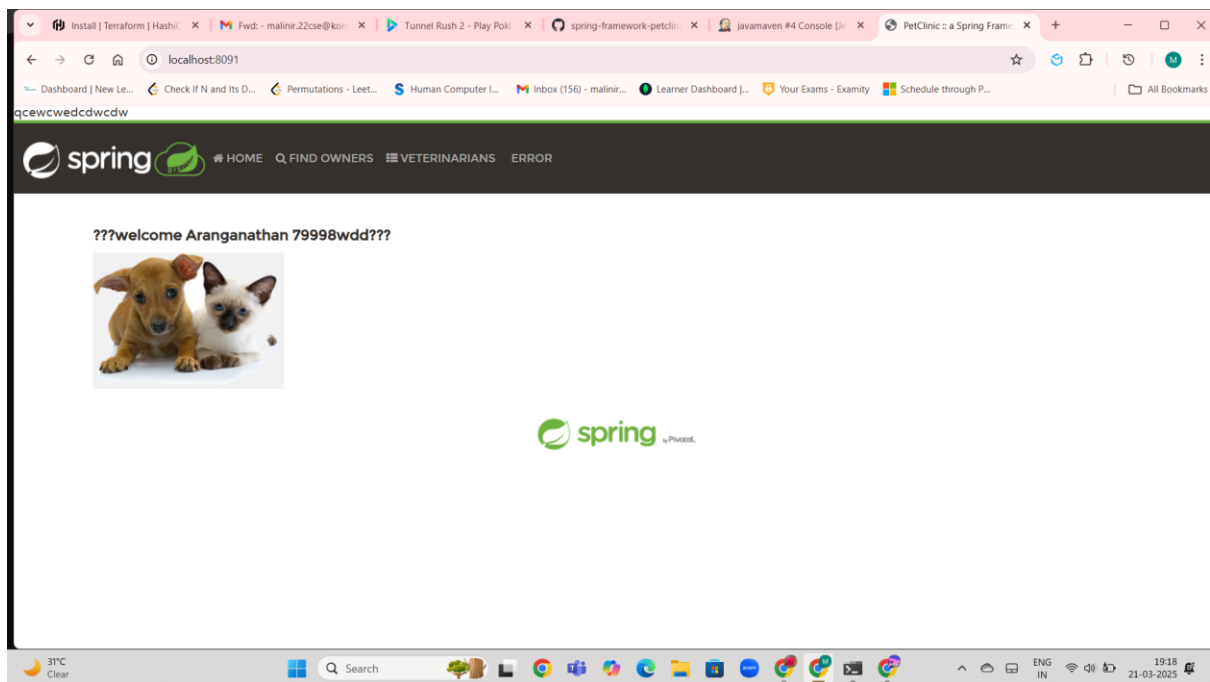 Install | Terraform | HashiC
Fwd: - malinir.22cse@kon
Tunnel Rush 2 - Play Poki
spring-framework-petclin
javamaven #4 Console [Je
PetClinic :: a Spring Frame
localhost:8091
M
Dashboard | New Le...
Check If N and Its D...
Permutations - Leet...
Human Computer I...
Inbox (156) - malinir...
Learner Dashboard |...
Your Exams - Examity
Schedule through P...
All Bookmarks
qcewcwedcdwcdw
spring
HOME
FIND OWNERS
VETERINARIANS
ERROR
???welcome Aranganathan 79998wdd???
spring by Pivotal.
31°C
Clear
Search
zoom
ENG
IN
19:18
21-03-2025